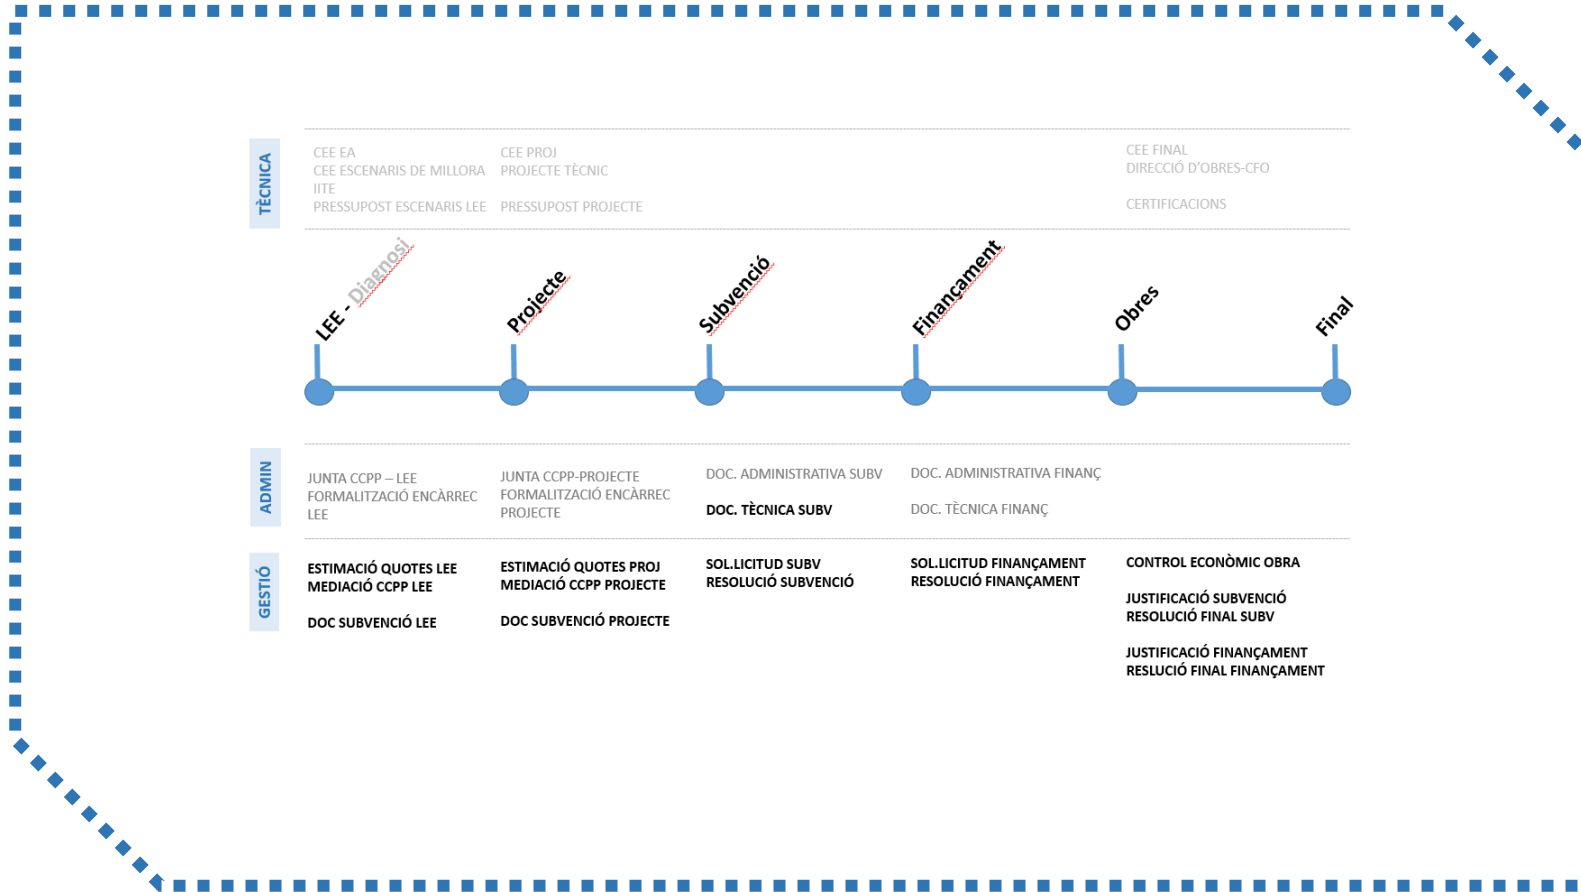 TÈCNICA
CEE EA
CEE ESCENARIS DE MILLORA
IITE
PRESSUPOST ESCENARIS LEE
CEE PROJ
PROJECTE TÈCNIC
PRESSUPOST PROJECTE
CEE FINAL
DIRECCIÓ D'OBRES-CFO
CERTIFICACIONS
LEE - Diagnosi
Projecte
Subvenció
Finançament
Obres
Final
ADMIN
JUNTA CCPP – LEE
FORMALITZACIÓ ENCÀRREC
LEE
JUNTA CCPP-PROJECTE
FORMALITZACIÓ ENCÀRREC
PROJECTE
DOC. ADMINISTRATIVA SUBV
DOC. TÈCNICA SUBV
DOC. ADMINISTRATIVA FINANÇ
DOC. TÈCNICA FINANÇ
GESTIÓ
ESTIMACIÓ QUOTES LEE
MEDIACIÓ CCPP LEE
DOC SUBVENCIÓ LEE
ESTIMACIÓ QUOTES PROJ
MEDIACIÓ CCPP PROJECTE
DOC SUBVENCIÓ PROJECTE
SOL.LICITUD SUBV
RESOLUCIÓ SUBVENCIÓ
SOL.LICITUD FINANÇAMENT
RESOLUCIÓ FINANÇAMENT
CONTROL ECONÒMIC OBRA
JUSTIFICACIÓ SUBVENCIÓ
RESOLUCIÓ FINAL SUBV
JUSTIFICACIÓ FINANÇAMENT
RESLUCIÓ FINAL FINANÇAMENT